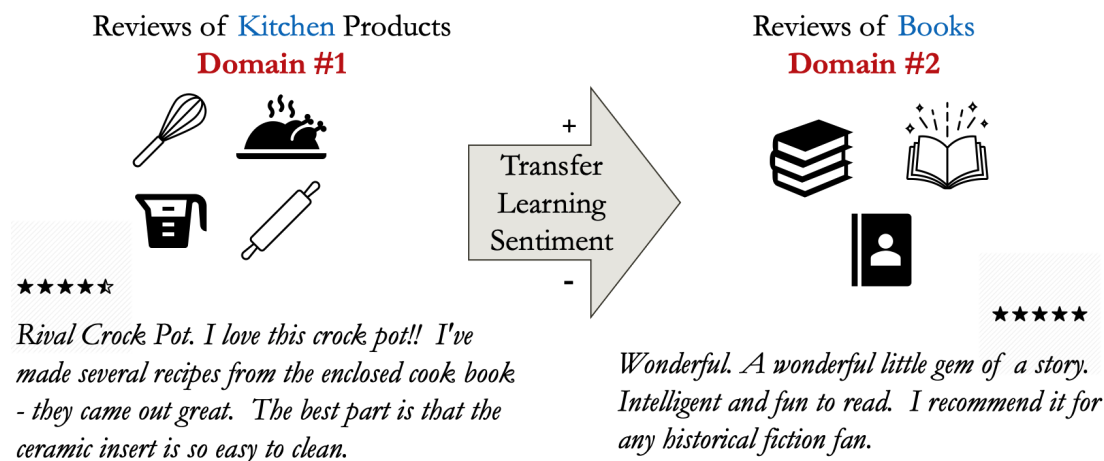 Reviews of Kitchen Products
Domain #1
Reviews of Books
Domain #2
+
Transfer
Learning
Sentiment
-
Rival Crock Pot. I love this crock pot!! I've
made several recipes from the enclosed cook book
- they came out great. The best part is that the
ceramic insert is so easy to clean.
Wonderful. A wonderful little gem of a story.
Intelligent and fun to read. I recommend it for
any historical fiction fan.